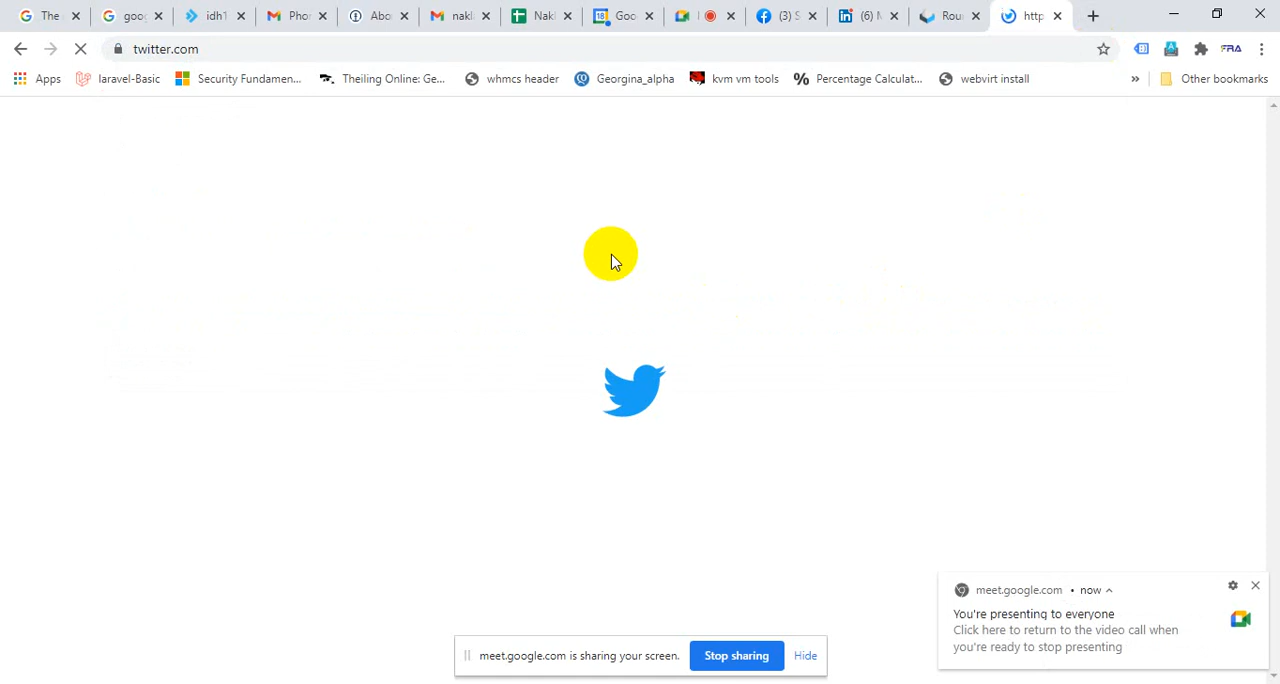 The
goo
idh1
Pho
Abo
nakl
Nakl
18
Goo
(3) S
(6) M
Rou
http
twitter.com
FRA
Apps
laravel-Basic
Security Fundamen...
Theiling Online: Ge...
whmcs header
Georgina_alpha
kvm vm tools
Percentage Calculat...
webvirt install
»
Other bookmarks
meet.google.com • now
You're presenting to everyone
Click here to return to the video call when
you're ready to stop presenting
meet.google.com is sharing your screen.
Stop sharing
Hide